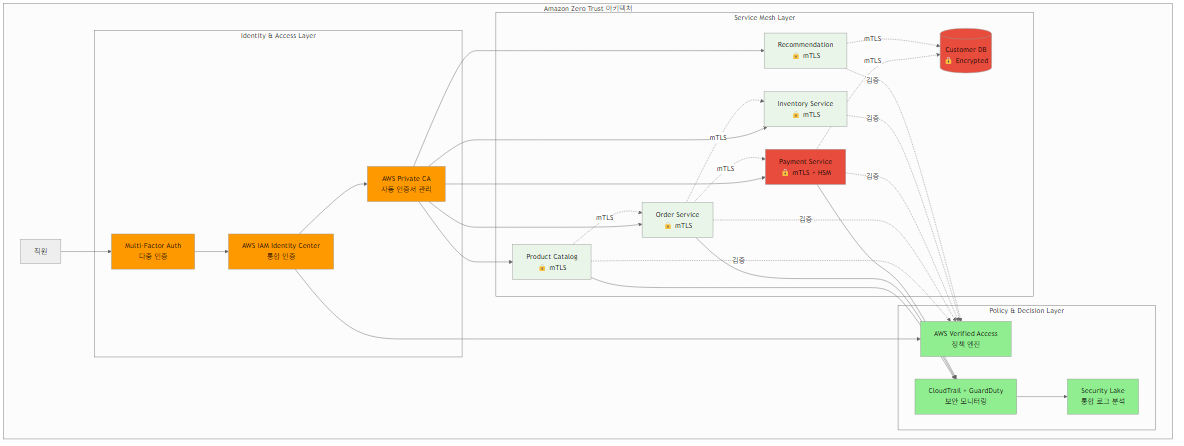 Amazon Zero Trust 아키텍처
Service Mesh Layer
Identity & Access Layer
Recommendation
🔒 mTLS
mTLS
Customer DB
🔒 Encrypted
mTLS
검증
Inventory Service
🔒 mTLS
검증
mTLS
Payment Service
🔒 mTLS + HSM
mTLS
검증
AWS Private CA
자동 인증서 관리
Order Service
🔒 mTLS
mTLS
검증
직원
Multi-Factor Auth
다중 인증
AWS IAM Identity Center
통합 인증
Product Catalog
🔒 mTLS
검증
Policy & Decision Layer
AWS Verified Access
정책 엔진
CloudTrail + GuardDuty
보안 모니터링
Security Lake
통합 로그 분석